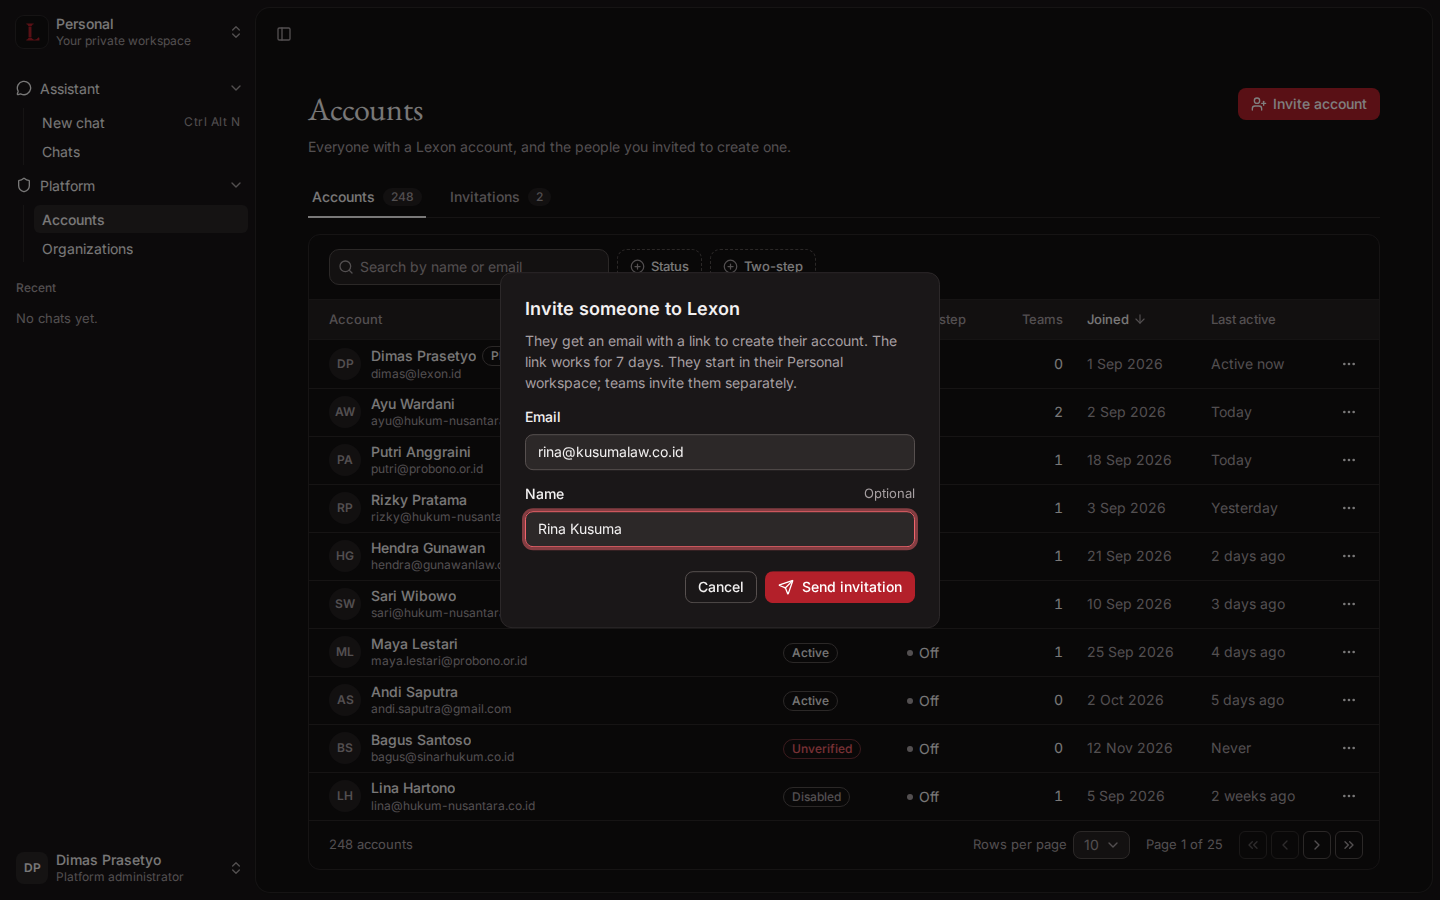 L
Personal
Your private workspace
Assistant
New chat
Ctrl Alt N
Chats
Platform
Accounts
Organizations
Recent
No chats yet.
DP
Dimas Prasetyo
Platform administrator
Accounts
Invite account
Everyone with a Lexon account, and the people you invited to create one.
Accounts 248
Invitations 2
Search by name or email
Status
Two-step
Account
step
Teams
Joined
Last active
DP
Dimas Prasetyo
dimas@lexon.id
0
1 Sep 2026
Active now
AW
Ayu Wardani
2
2 Sep 2026
Today
PA
Putri Anggraini
putri@probono.or.id
1
18 Sep 2026
Today
RP
Rizky Pratama
1
3 Sep 2026
Yesterday
HG
Hendra Gunawan
1
21 Sep 2026
2 days ago
SW
Sari Wibowo
1
10 Sep 2026
3 days ago
ML
Maya Lestari
maya.lestari@probono.or.id
Active
Off
1
25 Sep 2026
4 days ago
AS
Andi Saputra
andi.saputra@gmail.com
Active
Off
0
2 Oct 2026
5 days ago
BS
Bagus Santoso
bagus@sinarhukum.co.id
Unverified
Off
0
12 Nov 2026
Never
LH
Lina Hartono
lina@hukum-nusantara.co.id
Disabled
Off
1
5 Sep 2026
2 weeks ago
248 accounts
Rows per page
10
Page 1 of 25
Invite someone to Lexon
They get an email with a link to create their account. The
link works for 7 days. They start in their Personal
workspace; teams invite them separately.
Email
rina@kusumalaw.co.id
Name
Optional
Rina Kusuma
Cancel
Send invitation